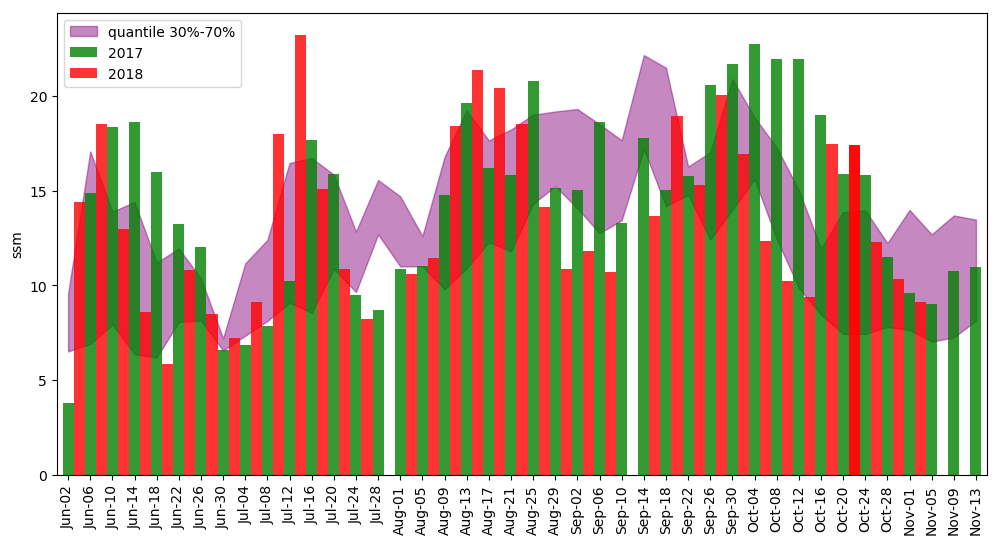 quantile 30%-70%
2017
2018
ssm
20
15
10
5
0
Jun-02
Jun-06
Jun-10
Jun-14
Jun-18
Jun-22
Jun-26
Jun-30
Jul-04
Jul-08
Jul-12
Jul-16
Jul-20
Jul-24
Jul-28
Aug-01
Aug-05
Aug-09
Aug-13
Aug-17
Aug-21
Aug-25
Aug-29
Sep-02
Sep-06
Sep-10
Sep-14
Sep-18
Sep-22
Sep-26
Sep-30
Oct-04
Oct-08
Oct-12
Oct-16
Oct-20
Oct-24
Oct-28
Nov-01
Nov-05
Nov-09
Nov-13